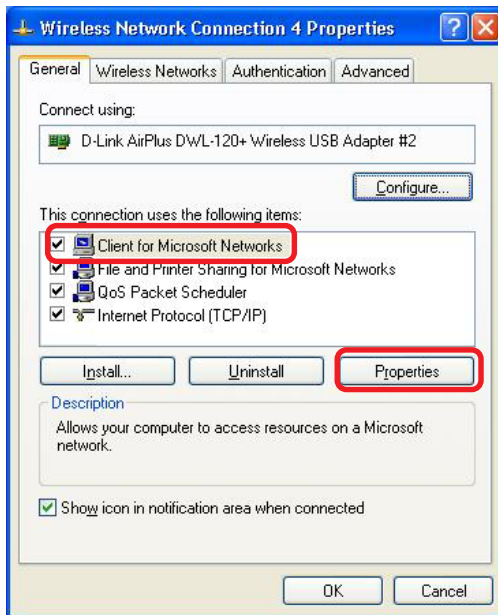 Wireless Network Connection 4 Properties
General Wireless Networks Authentication Advanced
Connect using:
D-Link AirPlus DWL-120+ Wireless USB Adapter #2
Configure...
This connection uses the following items:
Client for Microsoft Networks
File and Printer Sharing for Microsoft Networks
QoS Packet Scheduler
Internet Protocol (TCP/IP)
Install... Uninstall Properties
Description
Allows your computer to access resources on a Microsoft
network.
Show icon in notification area when connected
OK Cancel